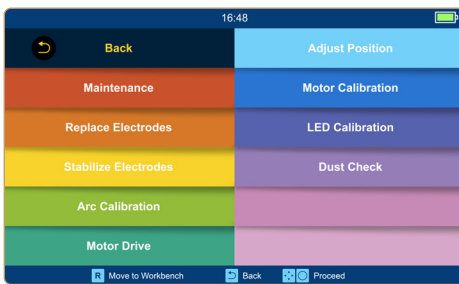 16:48
Back
Adjust Position
Maintenance
Motor Calibration
Replace Electrodes
LED Calibration
Stabilize Electrodes
Dust Check
Arc Calibration
Motor Drive
R Move to Workbench Back Proceed